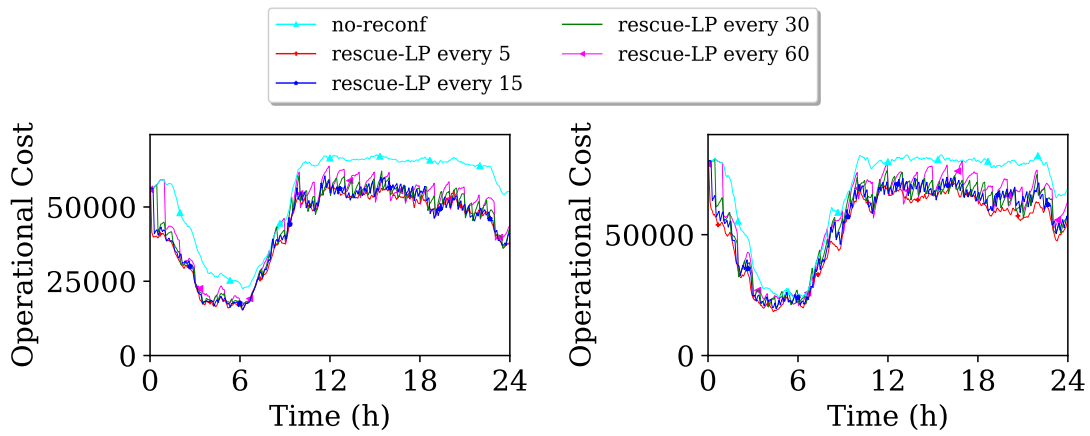 no-reconf
rescue-LP every 5
rescue-LP every 15
rescue-LP every 30
rescue-LP every 60
Operational Cost
50000
25000
0
0 6 12 18 24
Time (h)
Operational Cost
50000
0
0 6 12 18 24
Time (h)